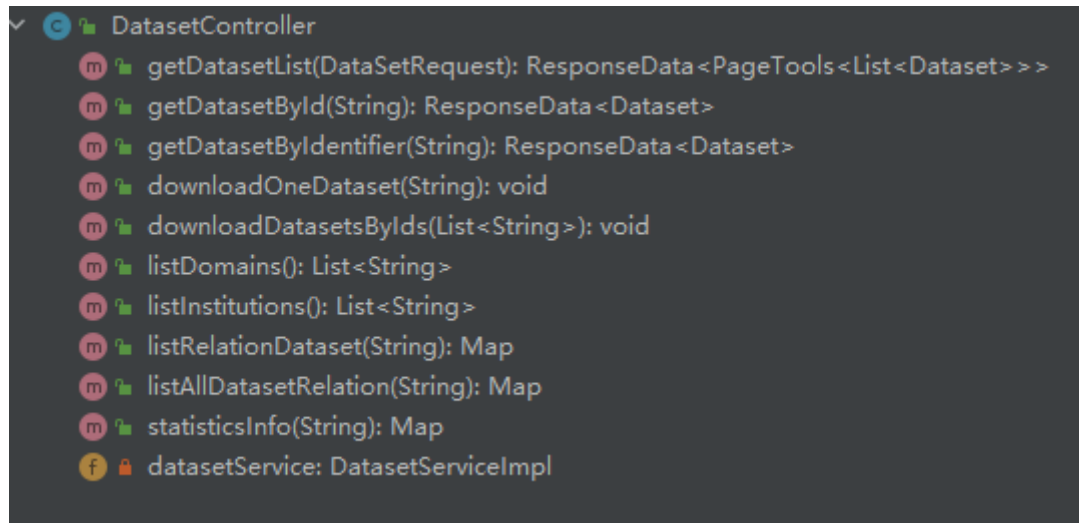 DatasetController
getDatasetList(DataSetRequest): ResponseData<PageTools<List<Dataset>>>
getDatasetById(String): ResponseData<Dataset>
getDatasetByIdentifier(String): ResponseData<Dataset>
downloadOneDataset(String): void
downloadDatasetsByIds(List<String>): void
listDomains(): List<String>
listInstitutions(): List<String>
listRelationDataset(String): Map
listAllDatasetRelation(String): Map
statisticsInfo(String): Map
datasetService: DatasetServiceImpl